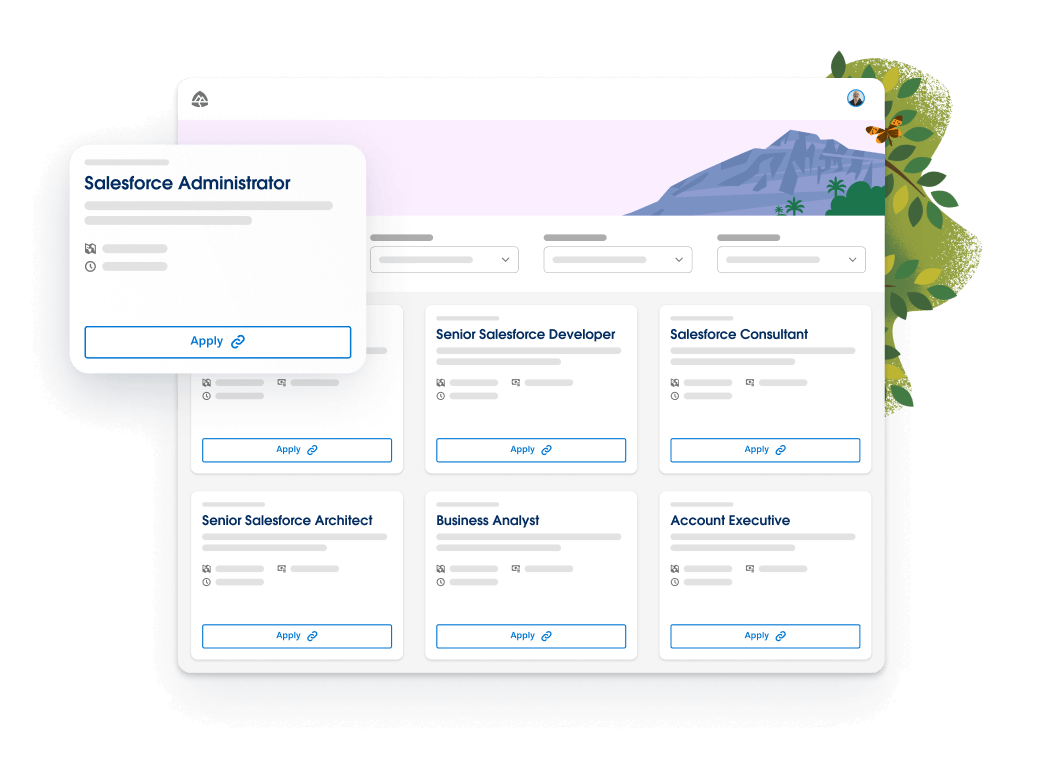 Salesforce Administrator
Apply
Senior Salesforce Developer
Salesforce Consultant
Apply
Apply
Apply
Senior Salesforce Architect
Business Analyst
Account Executive
Apply
Apply
Apply